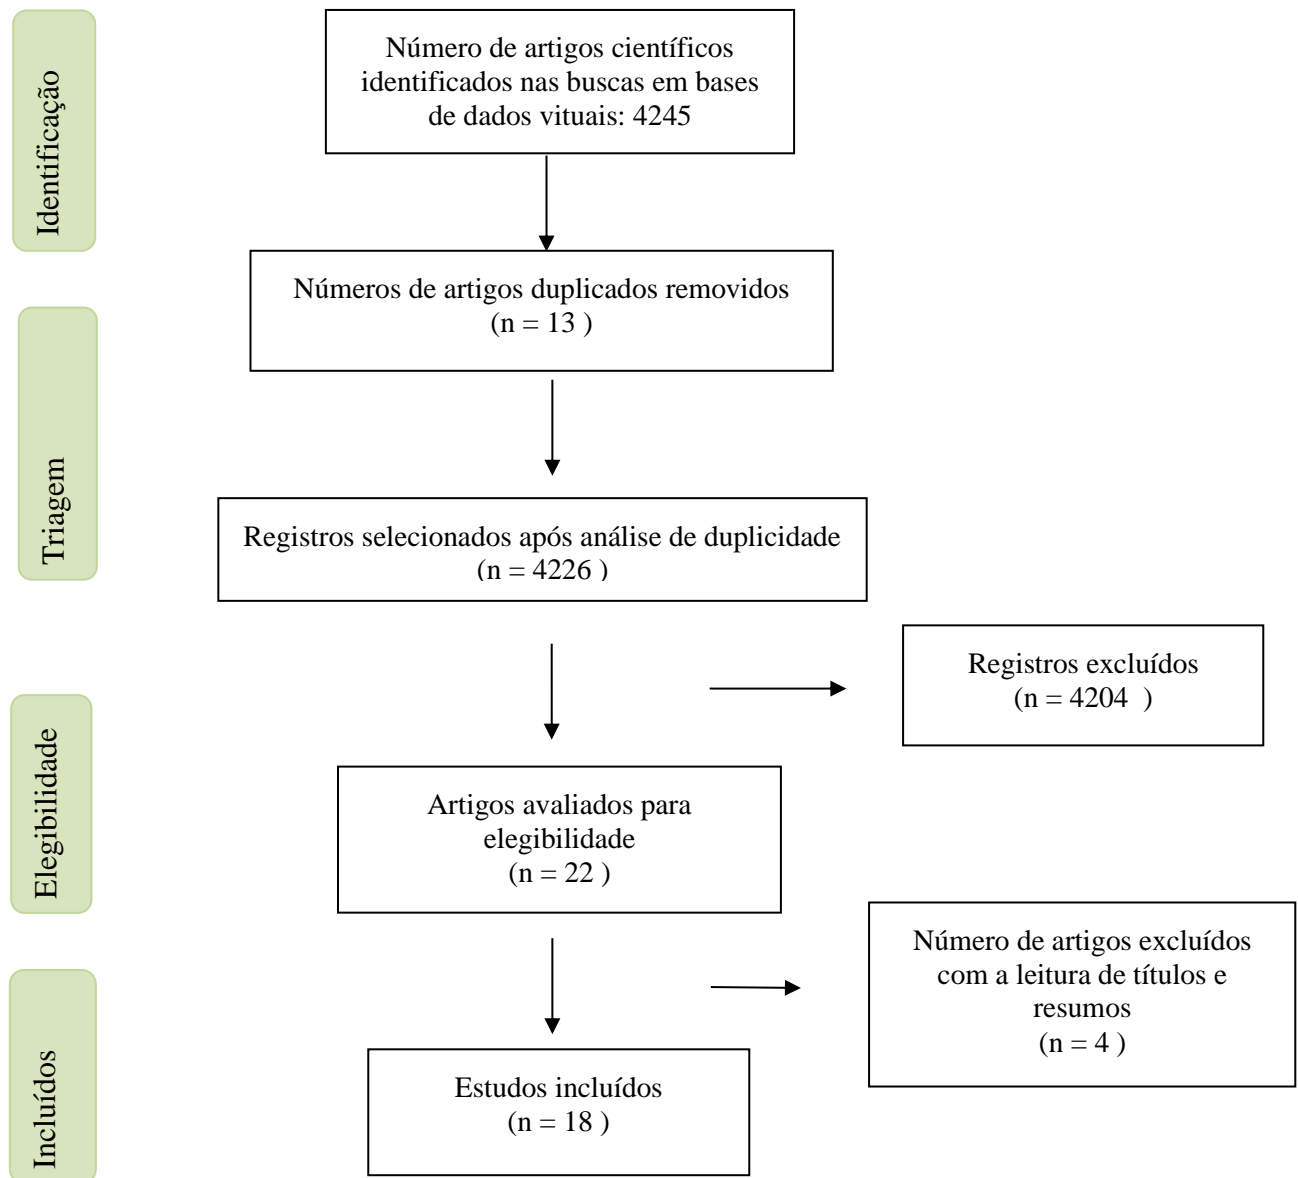 Identificação
Número de artigos científicos
identificados nas buscas em bases
de dados vituais: 4245
Números de artigos duplicados removidos
(n = 13 )
Triagem
Registros selecionados após análise de duplicidade
(n = 4226 )
Registros excluídos
(n = 4204 )
Elegibilidade
Artigos avaliados para
elegibilidade
(n = 22 )
Número de artigos excluídos
com a leitura de títulos e
resumos
(n = 4 )
Incluídos
Estudos incluídos
(n = 18 )